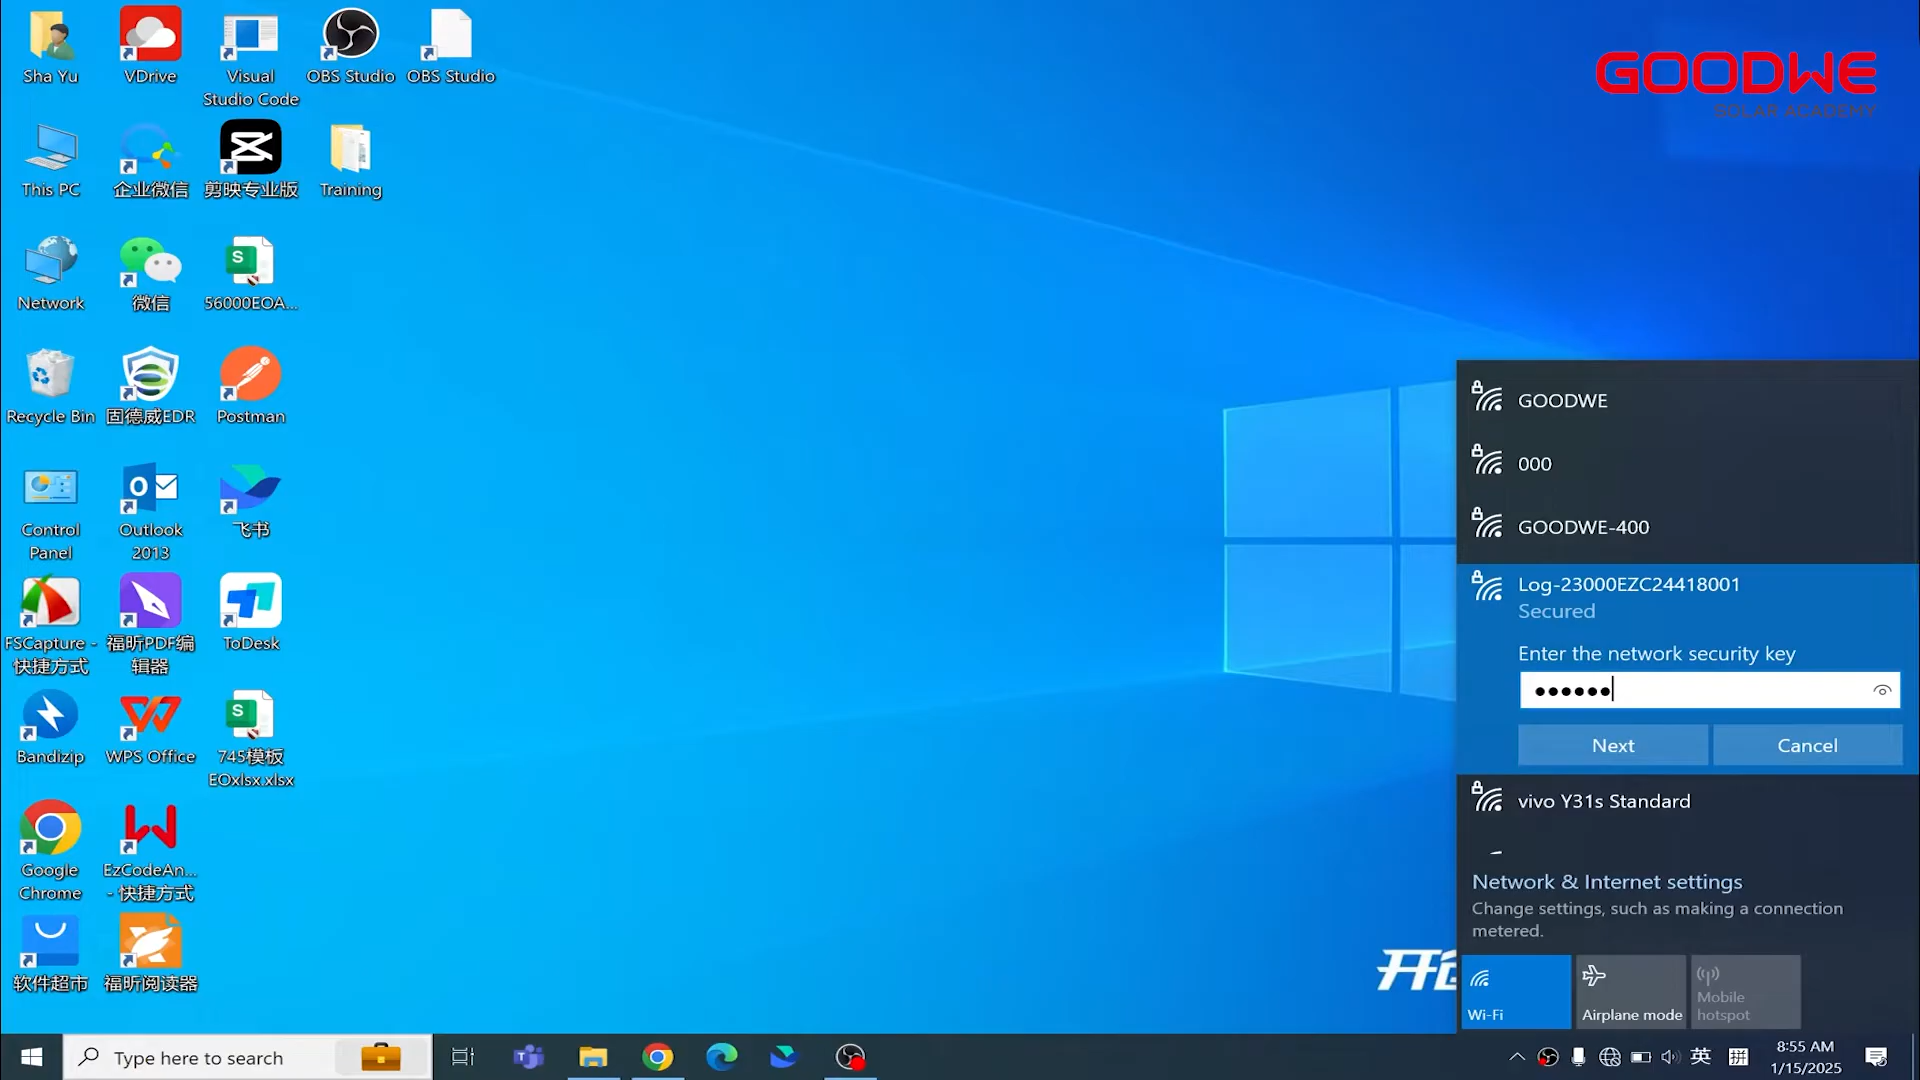 Sha Yu
VDrive
Visual
Studio Code
OBS Studio
OBS Studio
GOODWE
SOLAR ACADEMY
This PC
企业微信
剪映专业版
Training
Network
微信
56000EOA...
Recycle Bin
固德威EDR
Postman
GOODWE
000
GOODWE-400
Control
Panel
Outlook
2013
飞书
Log-23000EZC24418001
Secured
FSCapture -
快捷方式
福昕PDF编
辑器
ToDesk
Enter the network security key
Next
Cancel
Bandizip
WPS Office
745模板
EOxlsx.xlsx
vivo Y31s Standard
Google
Chrome
EzCodeAn...
- 快捷方式
Network & Internet settings
Change settings, such as making a connection
metered.
软件超市
福昕阅读器
开
Wi-Fi
Airplane mode
Mobile
hotspot
Type here to search
英
拼
8:55 AM
1/15/2025